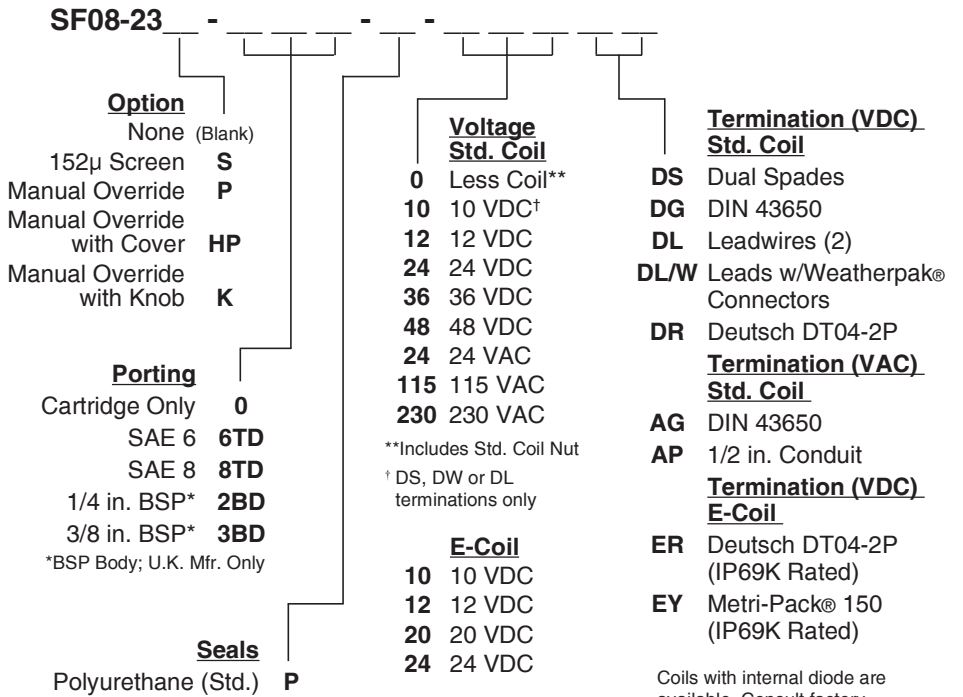 SF08-23__ - __ __ __ - __ - __ __ __ __ __
Option
None (Blank)
152µ Screen S
Manual Override P
Manual Override
with Cover HP
Manual Override
with Knob K
Porting
Cartridge Only 0
SAE 6 6TD
SAE 8 8TD
1/4 in. BSP* 2BD
3/8 in. BSP* 3BD
*BSP Body; U.K. Mfr. Only
Seals
Polyurethane (Std.) P
Voltage
Std. Coil
0 Less Coil**
10 10 VDC†
12 12 VDC
24 24 VDC
36 36 VDC
48 48 VDC
24 24 VAC
115 115 VAC
230 230 VAC
**Includes Std. Coil Nut
† DS, DW or DL
terminations only
E-Coil
10 10 VDC
12 12 VDC
20 20 VDC
24 24 VDC
Termination (VDC)
Std. Coil
DS Dual Spades
DG DIN 43650
DL Leadwires (2)
DL/W Leads w/Weatherpak®
Connectors
DR Deutsch DT04-2P
Termination (VAC)
Std. Coil
AG DIN 43650
AP 1/2 in. Conduit
Termination (VDC)
E-Coil
ER Deutsch DT04-2P
(IP69K Rated)
EY Metri-Pack® 150
(IP69K Rated)
Coils with internal diode are
available. Consult factory